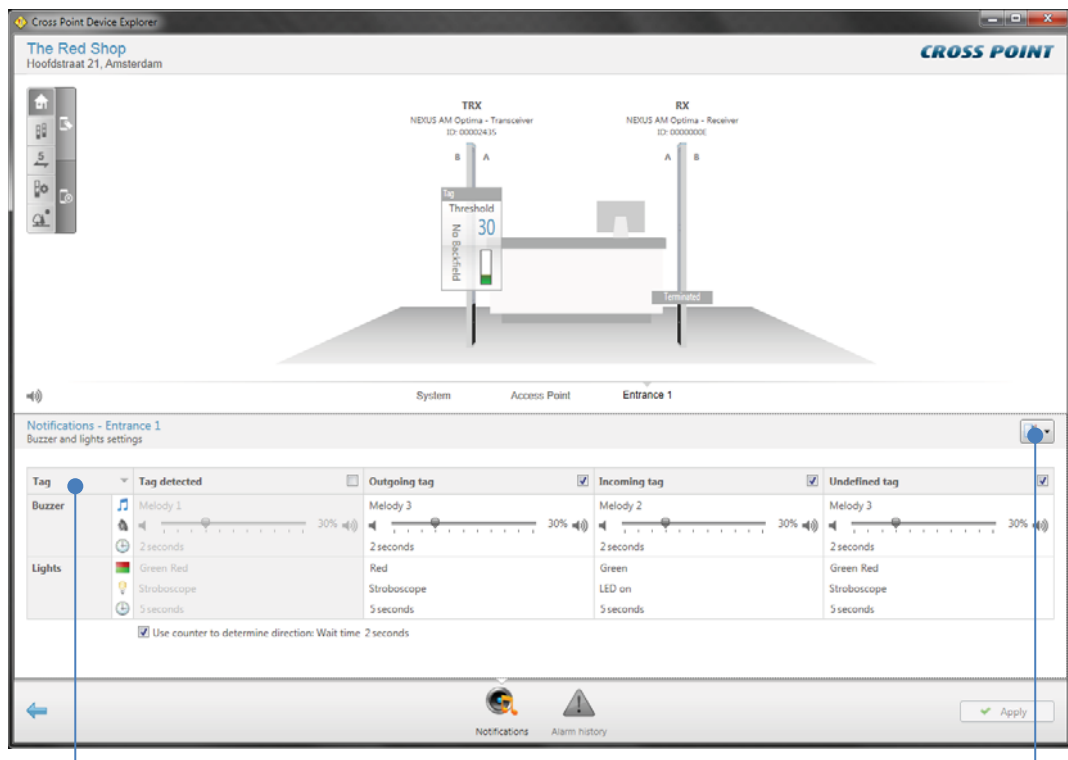 Cross Point Device Explorer
The Red Shop
Hoofdstraat 21, Amsterdam
CROSS POINT
5
TRX
NEXUS AM Optima - Transceiver
ID: 00002435
B A
RX
NEXUS AM Optima - Receiver
ID: 0000000E
A B
Tag
Threshold
30
No Backfield
Terminated
System Access Point Entrance 1
Notifications - Entrance 1
Buzzer and lights settings
Tag Tag detected Outgoing tag Incoming tag Undefined tag
Buzzer Melody 1 Melody 3 Melody 2 Melody 3
30% 30% 30% 30%
2 seconds 2 seconds 2 seconds 2 seconds
Lights Green Red Red Green Green Red
Stroboscope Stroboscope LED on Stroboscope
5 seconds 5 seconds 5 seconds 5 seconds
Use counter to determine direction: Wait time 2 seconds
Notifications Alarm history
Apply